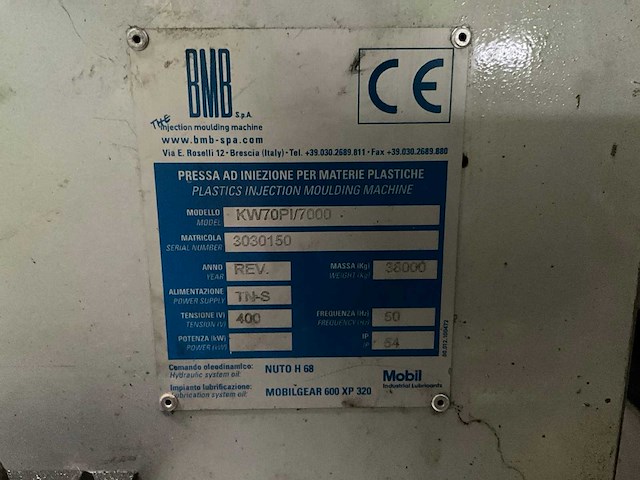 BMB S.p.A.
CE
THE injection moulding machine
www.bmb-spa.com
Via E. Roselli 12 - Brescia (Italy) - Tel. +39.030.2689.811 - Fax +39.030.2689.880
PRESSA AD INIEZIONE PER MATERIE PLASTICHE
PLASTICS INJECTION MOULDING MACHINE
MODELLO KW70PI/7000
MODEL
MATRICOLA 3030150
SERIAL NUMBER
ANNO REV. MASSA (Kg) 38000
YEAR WEIGHT (Kg)
ALIMENTAZIONE TN-S
POWER SUPPLY
TENSIONE (V) 400 FREQUENZA (Hz) 50
TENSION (V) FREQUENCY (Hz)
POTENZA (kW) IP 54
POWER (kW) IP
Comando oleodinamico: NUTO H 68 Mobil
Hydraulic system oil: Industrial Lubricants
Impianto lubrificazione: MOBILGEAR 600 XP 320
Lubrication system oil: